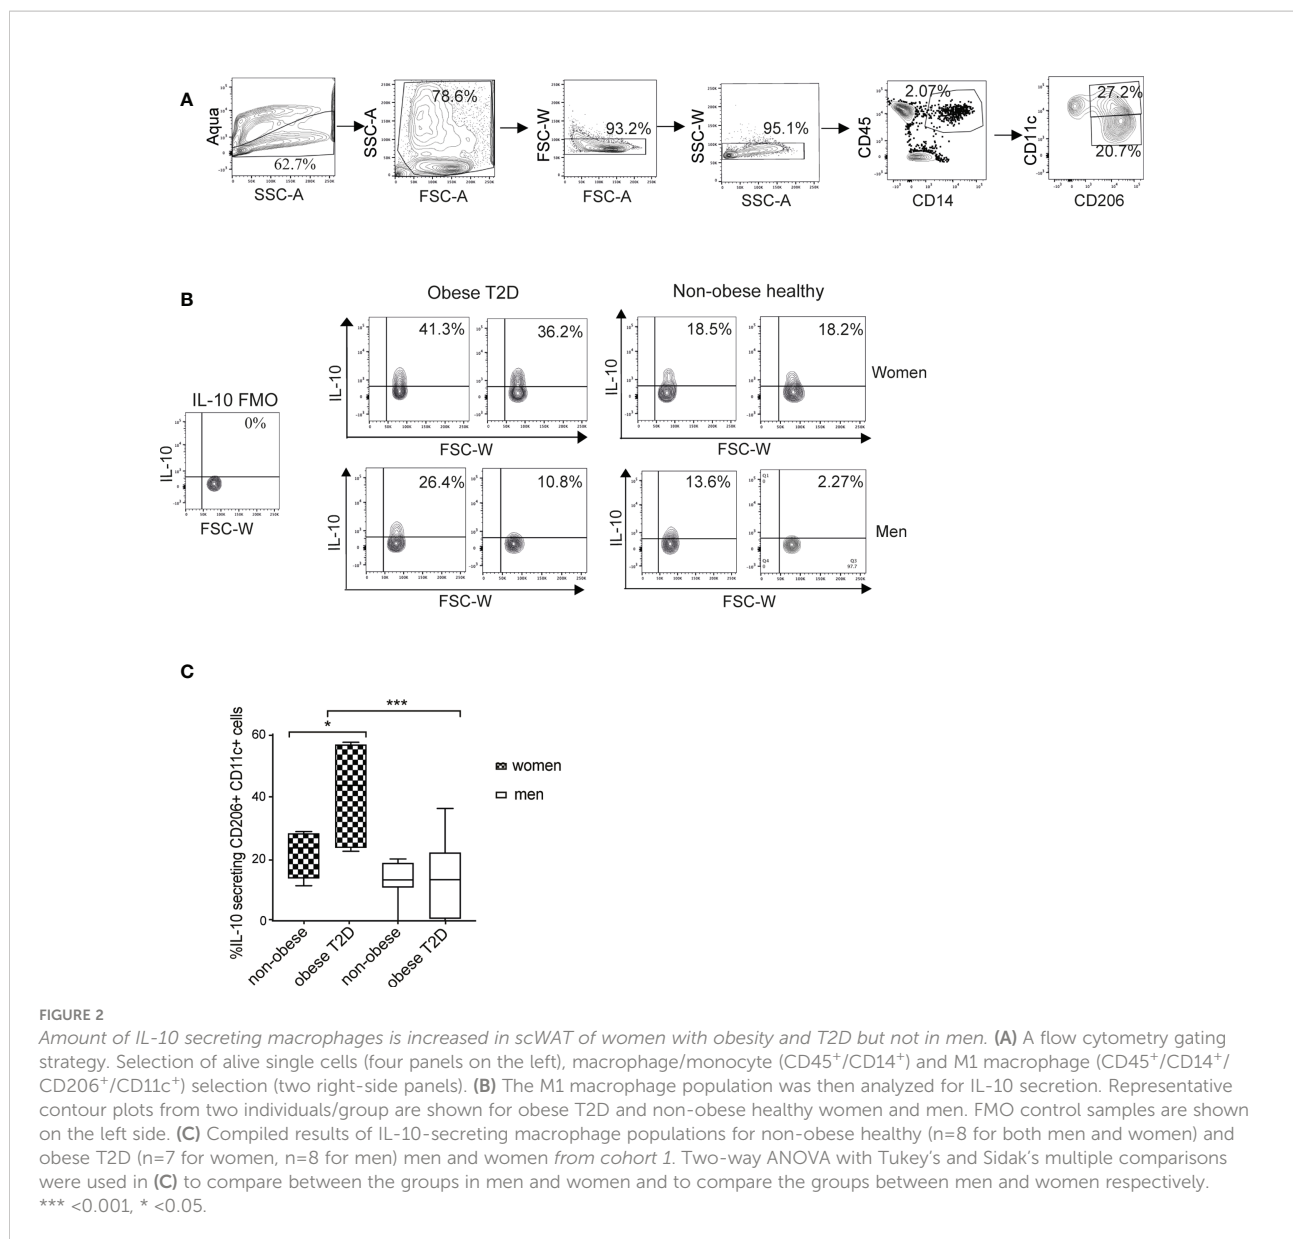 A
Aqua
62.7%
SSC-A
SSC-A
78.6%
FSC-A
FSC-W
93.2%
FSC-A
SSC-W
95.1%
SSC-A
CD45
2.07%
CD14
CD11c
27.2%
20.7%
CD206
B
Obese T2D
Non-obese healthy
IL-10 FMO
0%
IL-10
FSC-W
IL-10
41.3%
36.2%
FSC-W
IL-10
18.5%
18.2%
FSC-W
Women
IL-10
26.4%
10.8%
FSC-W
IL-10
13.6%
2.27%
FSC-W
Men
C
%IL-10 secreting CD206+ CD11c+ cells
60
40
20
0
*
***
women
men
non-obese
obese T2D
non-obese
obese T2D
FIGURE 2
Amount of IL-10 secreting macrophages is increased in scWAT of women with obesity and T2D but not in men. (A) A flow cytometry gating
strategy. Selection of alive single cells (four panels on the left), macrophage/monocyte (CD45⁺/CD14⁺) and M1 macrophage (CD45⁺/CD14⁺/
CD206⁺/CD11c⁺) selection (two right-side panels). (B) The M1 macrophage population was then analyzed for IL-10 secretion. Representative
contour plots from two individuals/group are shown for obese T2D and non-obese healthy women and men. FMO control samples are shown
on the left side. (C) Compiled results of IL-10-secreting macrophage populations for non-obese healthy (n=8 for both men and women) and
obese T2D (n=7 for women, n=8 for men) men and women from cohort 1. Two-way ANOVA with Tukey's and Sidak's multiple comparisons
were used in (C) to compare between the groups in men and women and to compare the groups between men and women respectively.
*** <0.001, * <0.05.